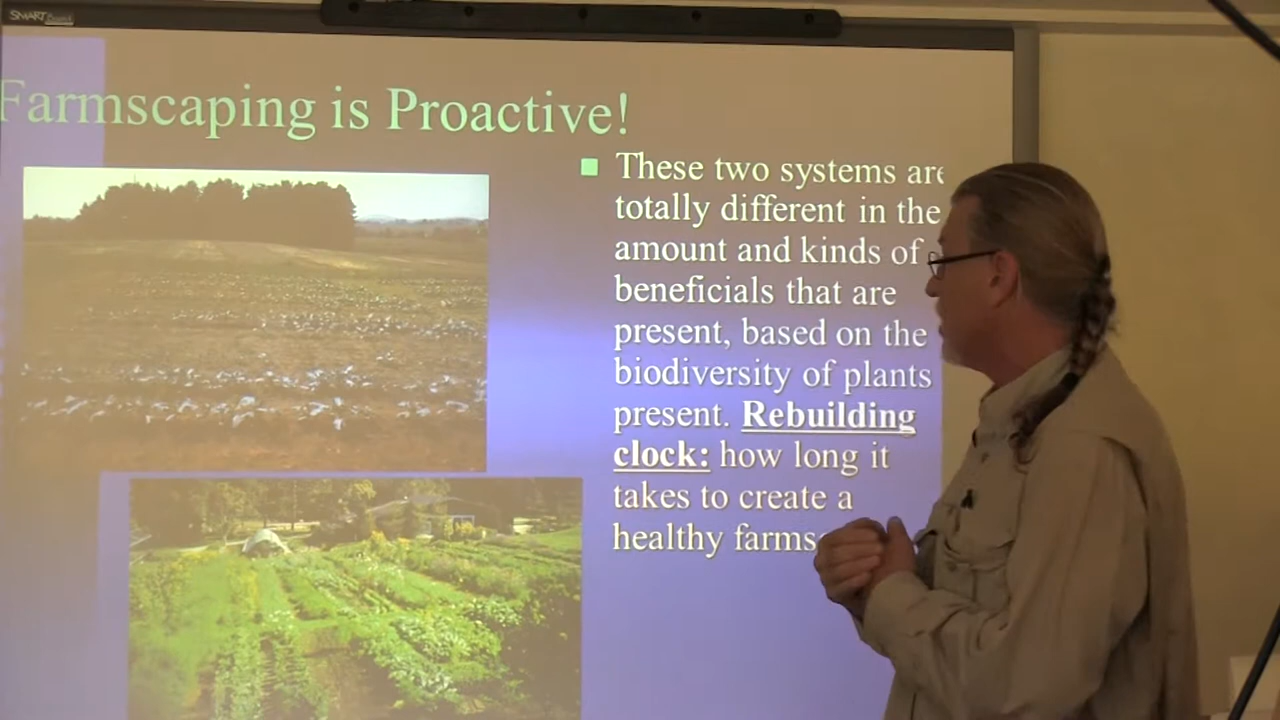 SMART
Farmscaping is Proactive!
These two systems are
totally different in the
amount and kinds of
beneficials that are
present, based on the
biodiversity of plants
present. Rebuilding
clock: how long it
takes to create a
healthy farms